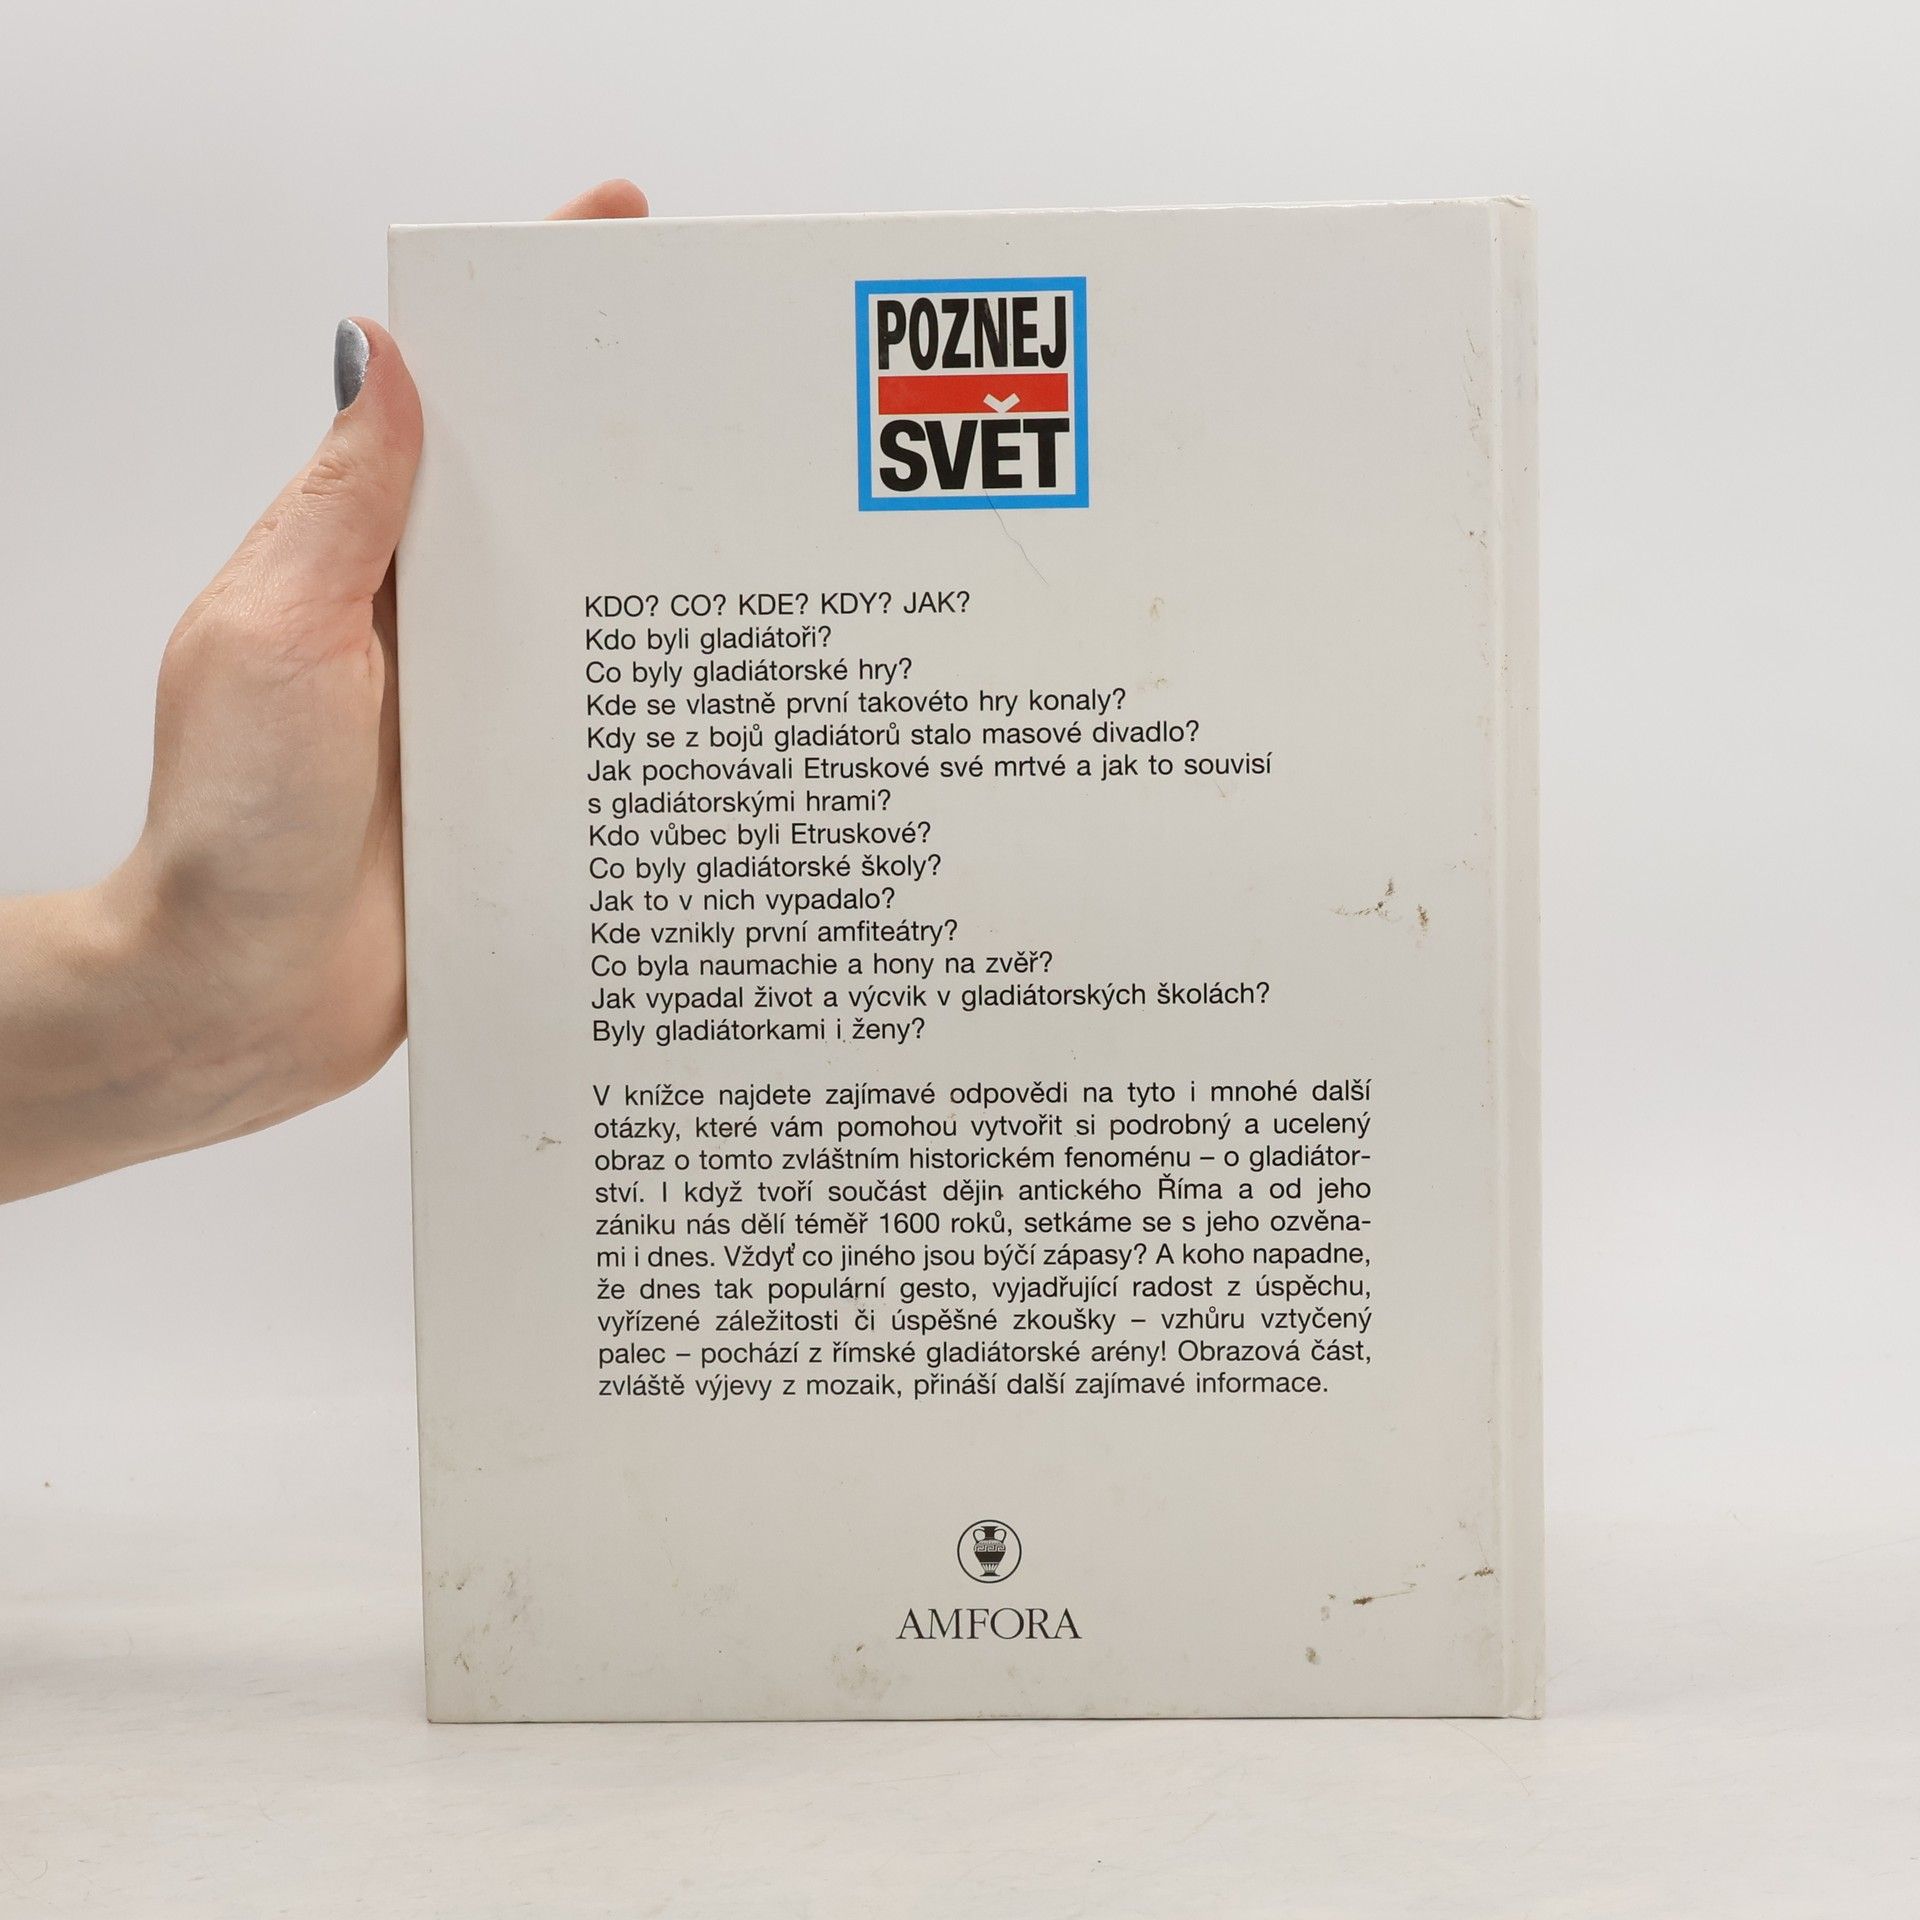 POZNEJ
SVĚT
KDO? CO? KDE? KDY? JAK?
Kdo byli gladiátoři?
Co byly gladiátorské hry?
Kde se vlastně první takovéto hry konaly?
Kdy se z bojů gladiátorů stalo masové divadlo?
Jak pochovávali Etruskové své mrtvé a jak to souvisí
s gladiátorskými hrami?
Kdo vůbec byli Etruskové?
Co byly gladiátorské školy?
Jak to v nich vypadalo?
Kde vznikly první amfiteátry?
Co byla naumachie a hony na zvěř?
Jak vypadal život a výcvik v gladiátorských školách?
Byly gladiátorkami i ženy?
V knížce najdete zajímavé odpovědi na tyto i mnohé další
otázky, které vám pomohou vytvořit si podrobný a ucelený
obraz o tomto zvláštním historickém fenoménu – o gladiátor-
ství. I když tvoří součást dějin antického Říma a od jeho
zániku nás dělí téměř 1600 roků, setkáme se s jeho ozvěna-
mi i dnes. Vždyť co jiného jsou býčí zápasy? A koho napadne,
že dnes tak populární gesto, vyjadřující radost z úspěchu,
vyřízené záležitosti či úspěšné zkoušky – vzhůru vztyčený
palec – pochází z římské gladiátorské arény! Obrazová část,
zvláště výjevy z mozaik, přináší další zajímavé informace.
AMFORA